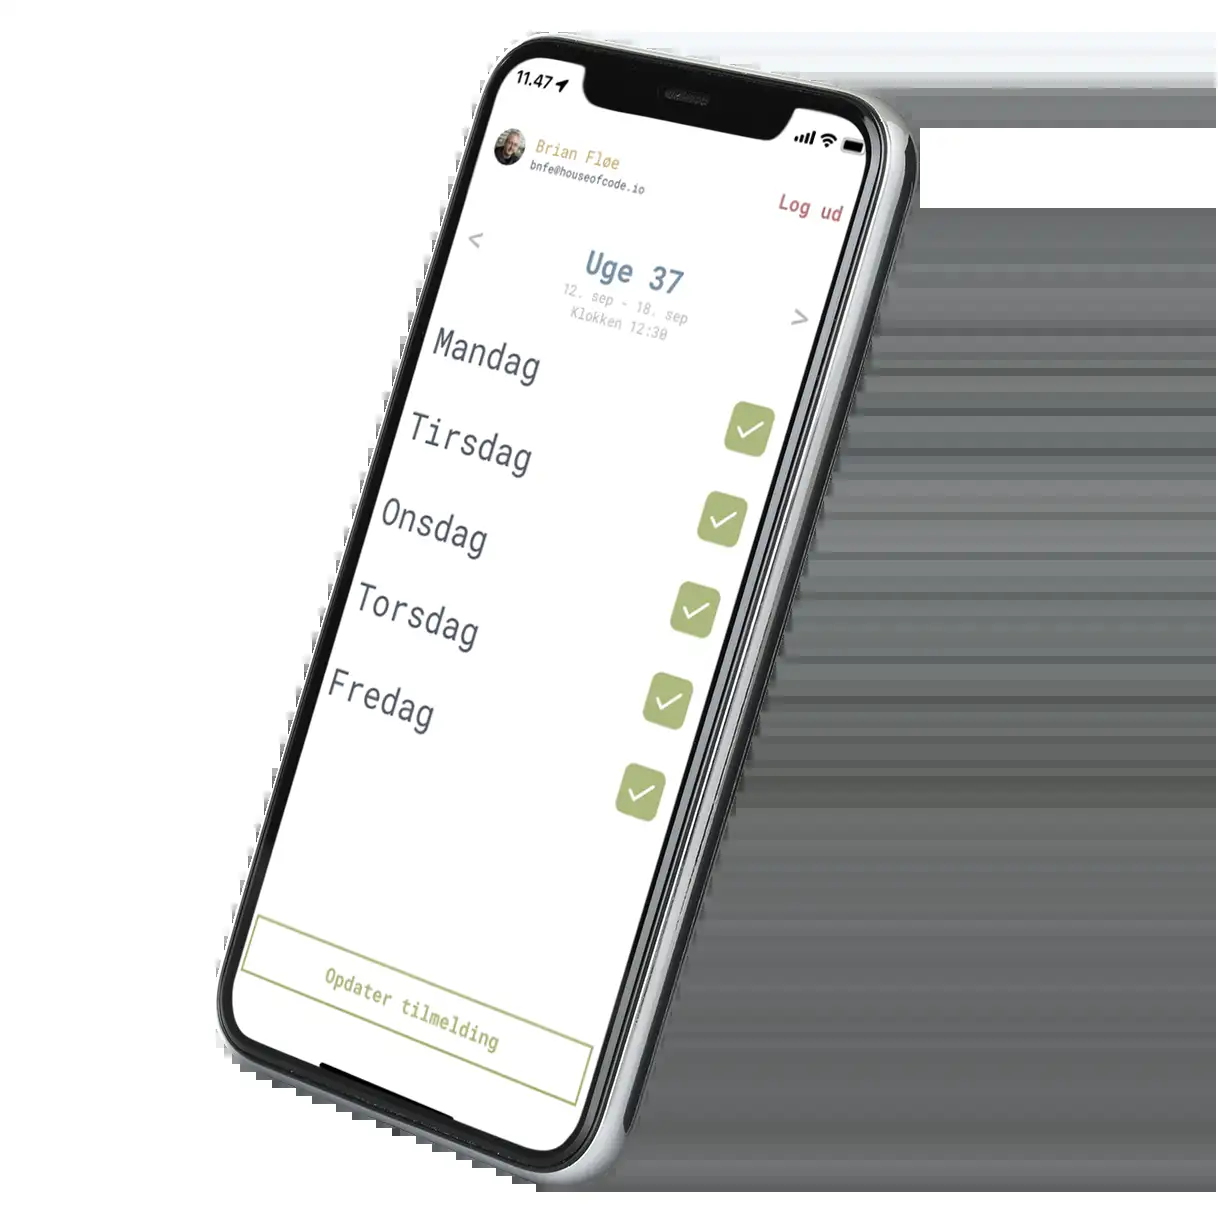 11.47
Brian Fløe
bnfe@houseofcode.io
Log ud
<
Uge 37
12. sep - 18. sep
Klokken 12:30
>
Mandag
Tirsdag
Onsdag
Torsdag
Fredag
Opdater tilmelding